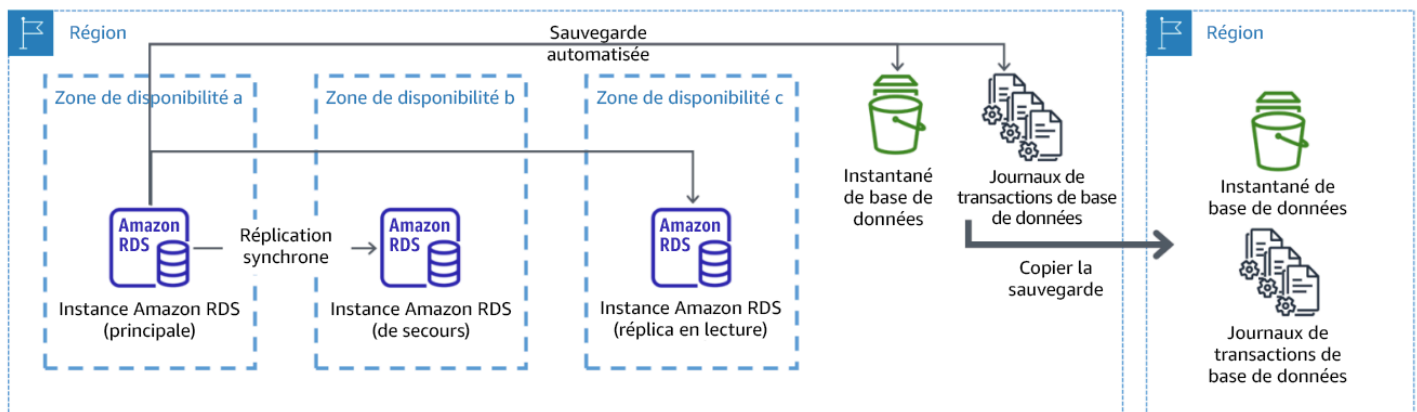 Région
Sauvegarde
automatisée
Région
Zone de disponibilité a
Zone de disponibilité b
Zone de disponibilité c
Instantané
de base de
données
Journaux de
transactions de base
de données
Instantané de
base de données
Amazon
RDS
Réplication
synchrone
Amazon
RDS
Amazon
RDS
Copier la
sauvegarde
Instance Amazon RDS
(principale)
Instance Amazon RDS
(de secours)
Instance Amazon RDS
(réplica en lecture)
Journaux de
transactions de
base de données